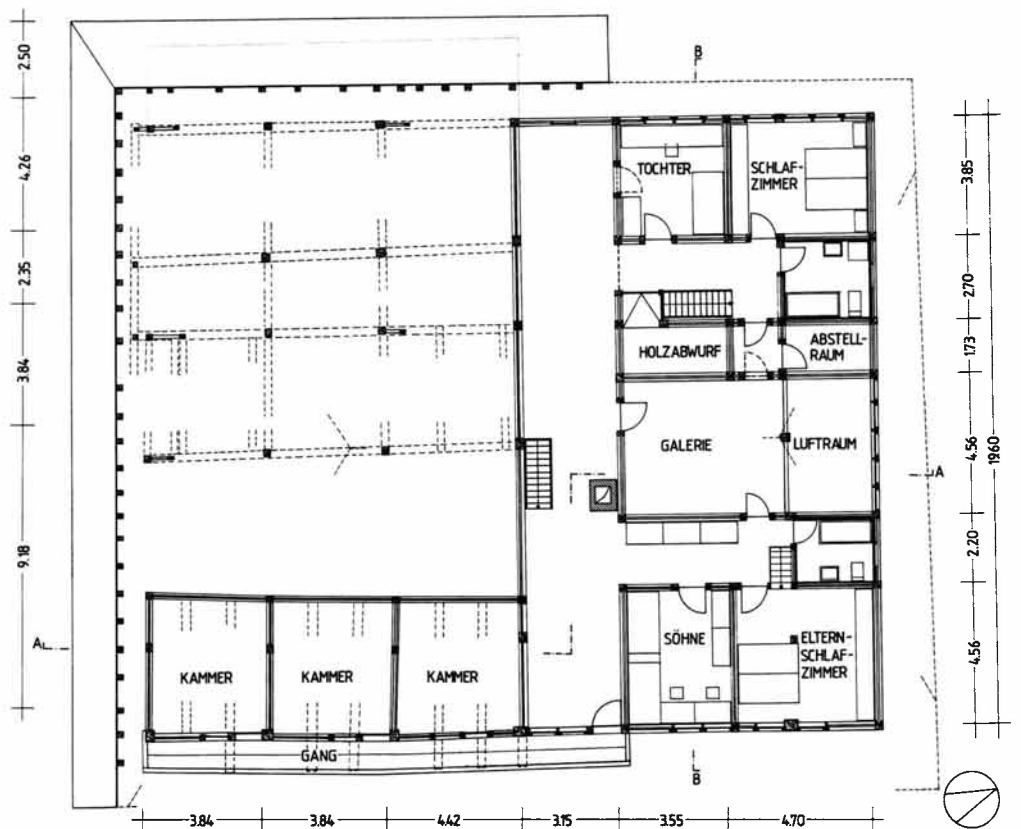 2.50
4.26
2.35
3.84
9.18
B
TOCHTER
SCHLAF-
ZIMMER
HOLZABWURF
ABSTELL-
RAUM
GALERIE
LUFTRAUM
A
3.85
2.70
1.73
4.56
2.20
4.56
1960
A
KAMMER
KAMMER
KAMMER
SÖHNE
ELTERN-
SCHLAF-
ZIMMER
GANG
B
3.84
3.84
4.42
3.15
3.55
4.70